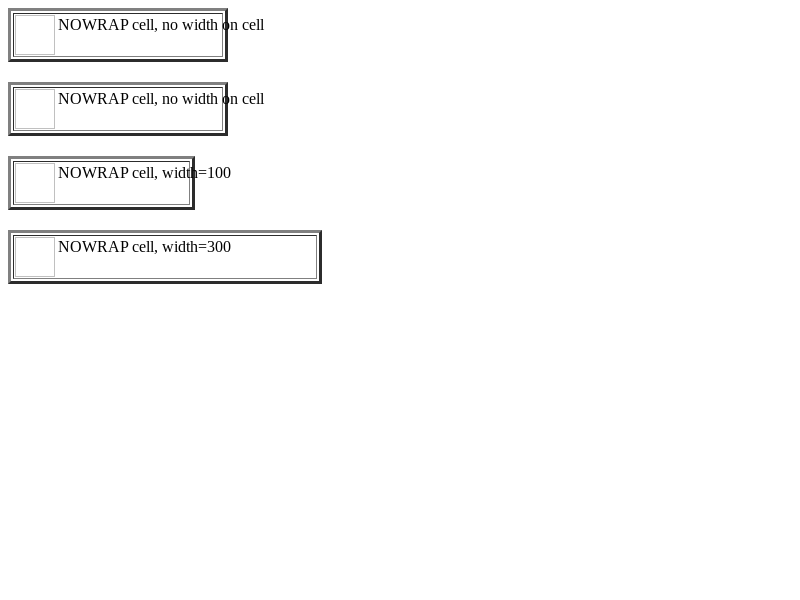 NOWRAP cell, no width on cell
NOWRAP cell, no width on cell
NOWRAP cell, width=100
NOWRAP cell, width=300